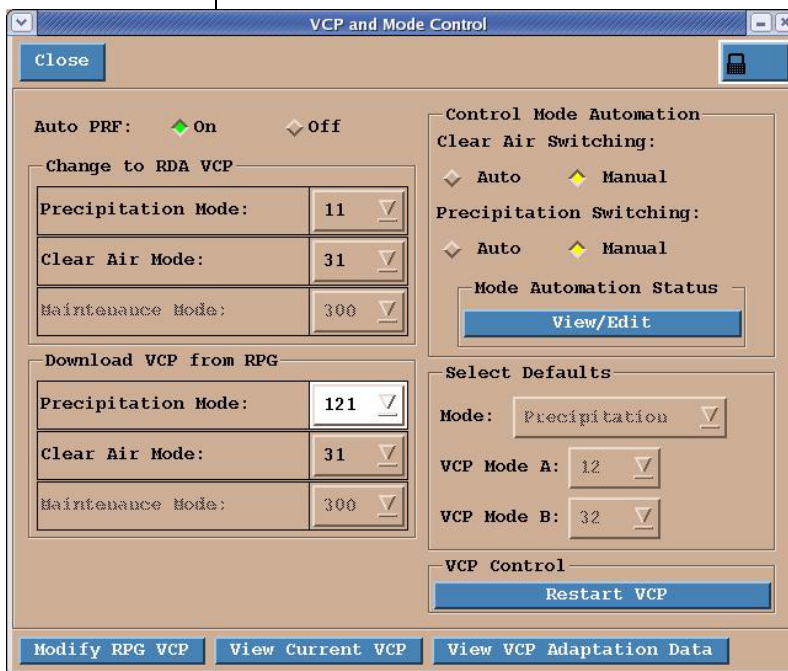 VCP and Mode Control
Close
Auto PRF: On Off
Change to RDA VCP
Precipitation Mode: 11
Clear Air Mode: 31
Maintenance Mode: 300
Download VCP from RPG
Precipitation Mode: 121
Clear Air Mode: 31
Maintenance Mode: 300
Control Mode Automation
Clear Air Switching:
Auto Manual
Precipitation Switching:
Auto Manual
Mode Automation Status
View/Edit
Select Defaults
Mode: Precipitation
VCP Mode A: 12
VCP Mode B: 32
VCP Control
Restart VCP
Modify RPG VCP View Current VCP View VCP Adaptation Data